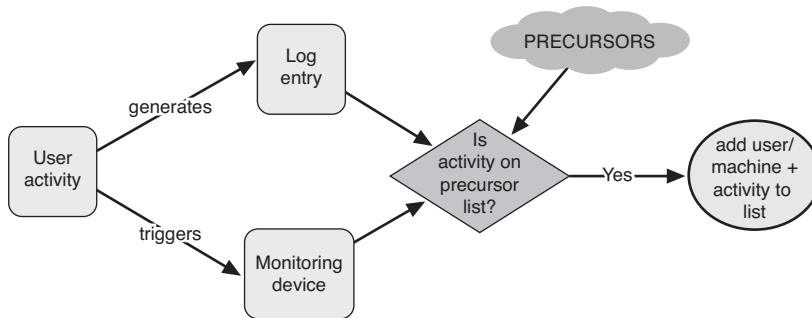 User
activity
generates
triggers
Log
entry
Monitoring
device
PRECURSORS
Is
activity on
precursor
list?
Yes
add user/
machine +
activity to
list